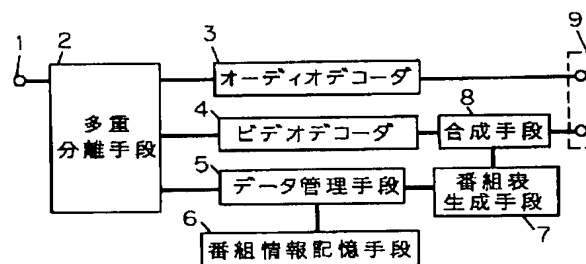 1
2
3
9
オーディオデコーダ
多重
分離手段
4
ビデオデコーダ
8
合成手段
5
データ管理手段
番組表
生成手段
7
6
番組情報記憶手段